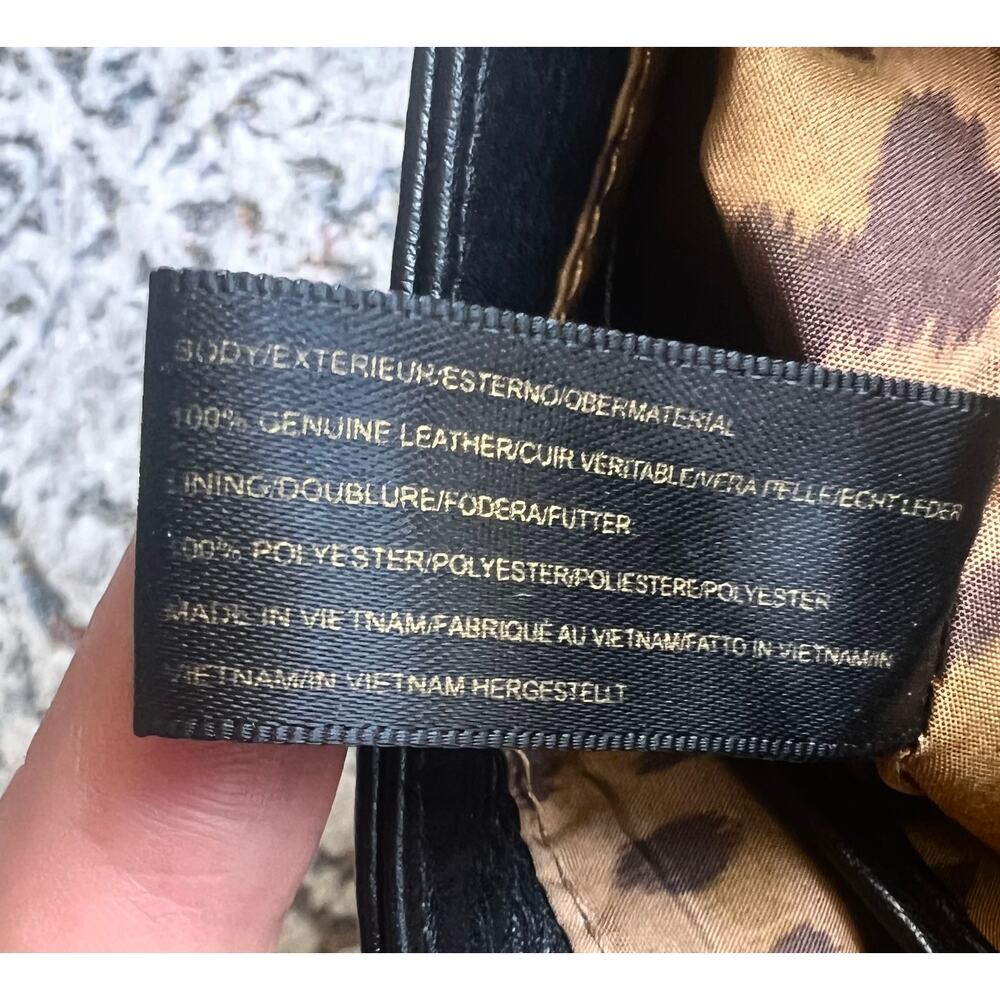 BODY/EXTÉRIEUR/ESTERNO/OBERMATERIAL
100% GENUINE LEATHER/CUIR VÉRITABLE/VERA PELLE/ECHT LEDER
LINING/DOUBLURE/FODERA/FUTTER
100% POLYESTER/POLYESTER/POLIESTERE/POLYESTER
MADE IN VIETNAM/FABRIQUÉ AU VIETNAM/FATTO IN VIETNAM/IN
VIETNAM/IN VIETNAM HERGESTELLT